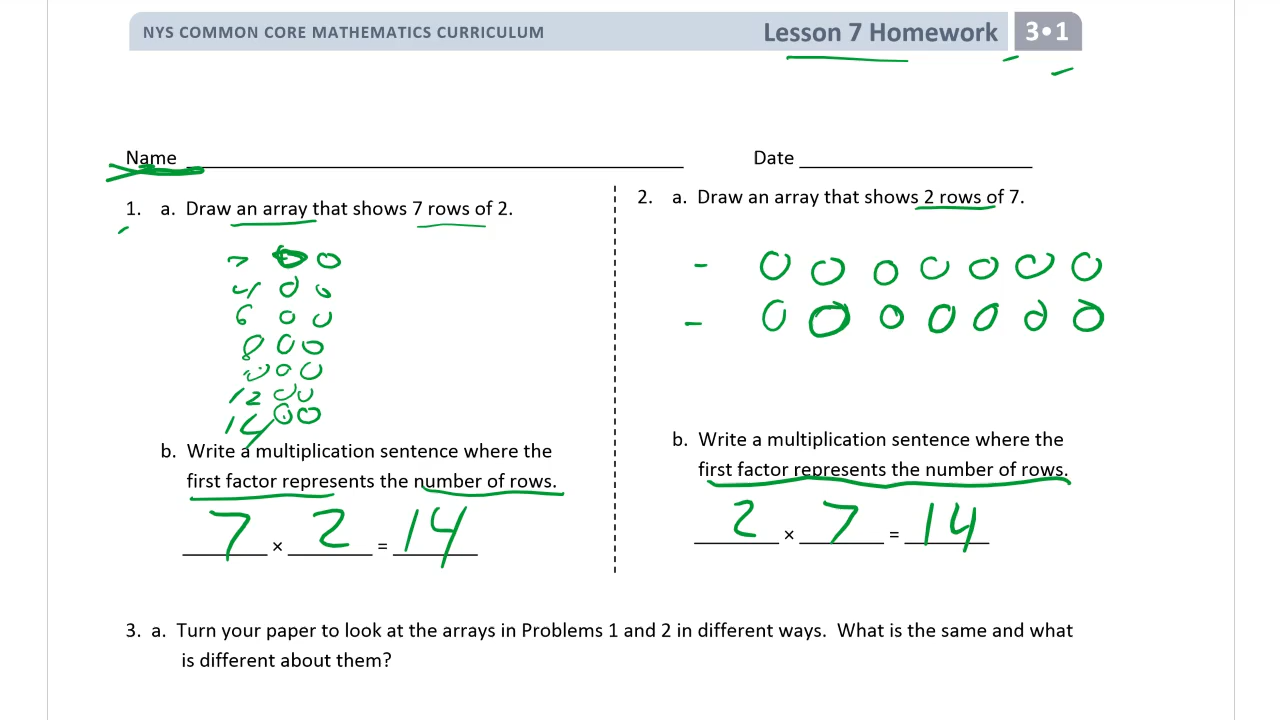 NYS COMMON CORE MATHEMATICS CURRICULUM
Lesson 7 Homework
3•1
Name
Date
1. a. Draw an array that shows 7 rows of 2.
4
6
8
12
14
b. Write a multiplication sentence where the
first factor represents the number of rows.
7 × 2 = 14
2. a. Draw an array that shows 2 rows of 7.
b. Write a multiplication sentence where the
first factor represents the number of rows.
2 × 7 = 14
3. a. Turn your paper to look at the arrays in Problems 1 and 2 in different ways. What is the same and what
is different about them?